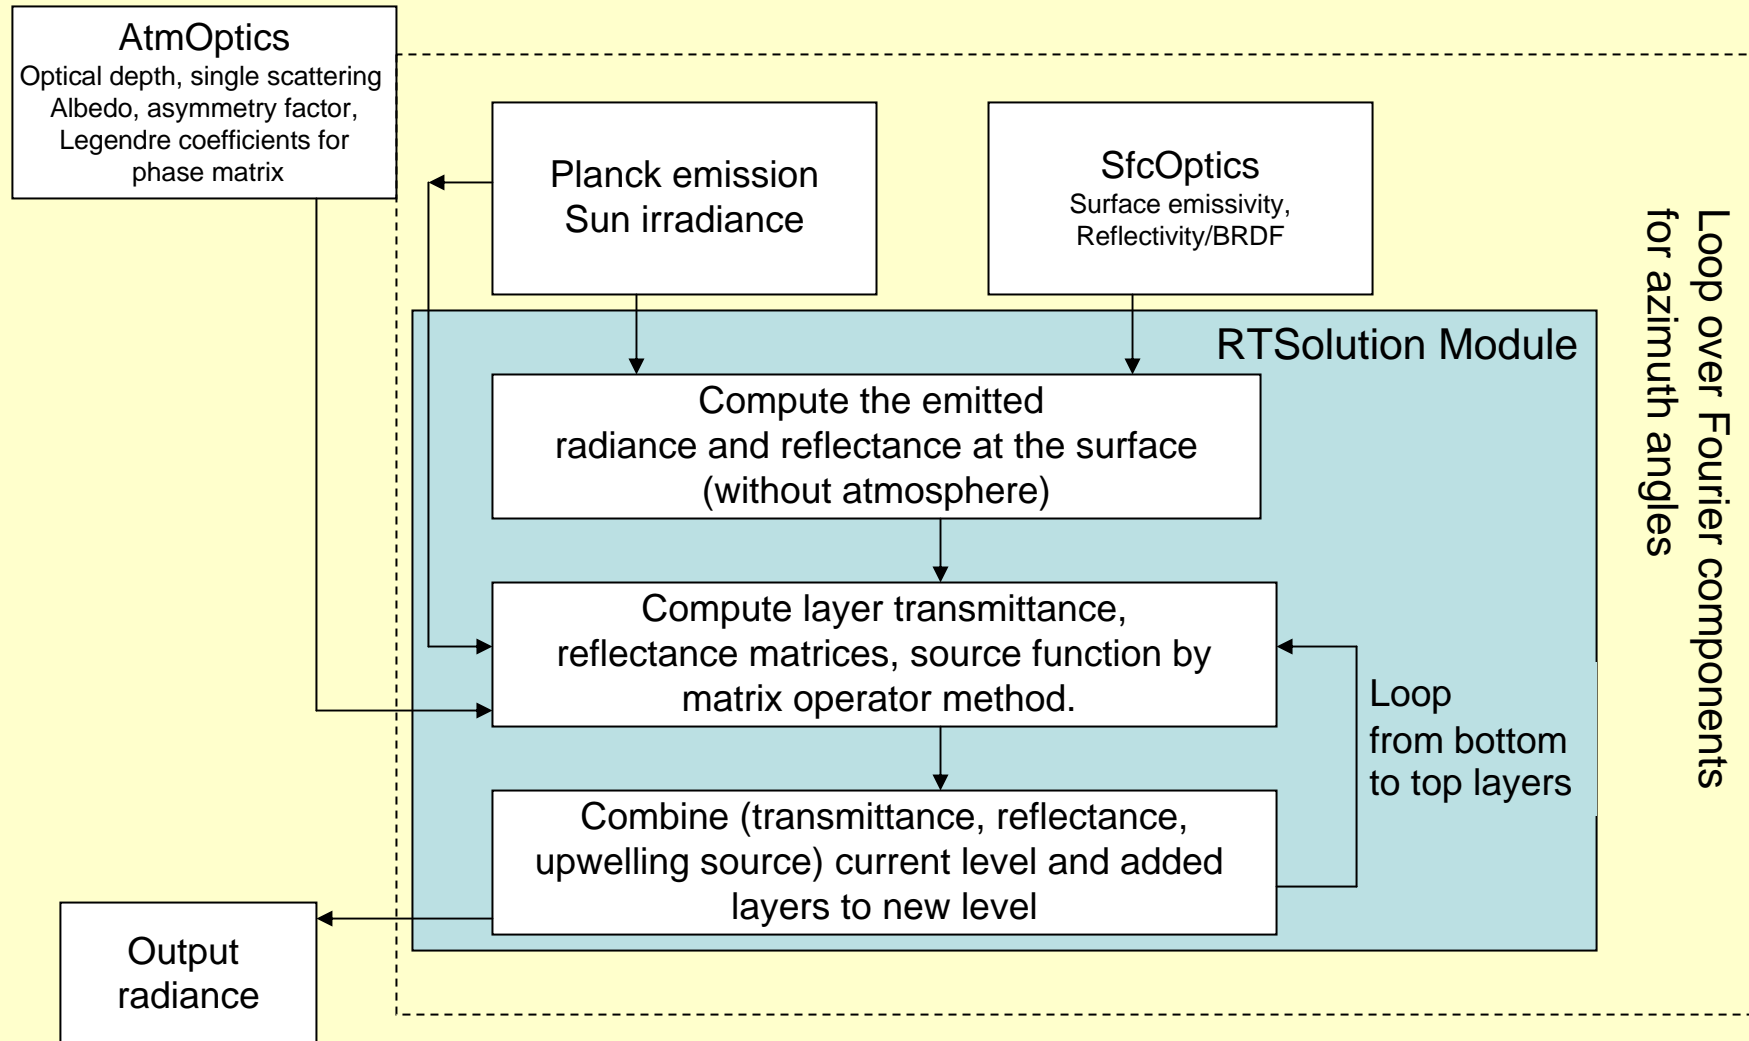 AtmOptics
Optical depth, single scattering
Albedo, asymmetry factor,
Legendre coefficients for
phase matrix
Planck emission
Sun irradiance
SfcOptics
Surface emissivity,
Reflectivity/BRDF
Loop over Fourier components
for azimuth angles
RTSolution Module
Compute the emitted
radiance and reflectance at the surface
(without atmosphere)
Compute layer transmittance,
reflectance matrices, source function by
matrix operator method.
Loop
from bottom
to top layers
Combine (transmittance, reflectance,
upwelling source) current level and added
layers to new level
Output
radiance